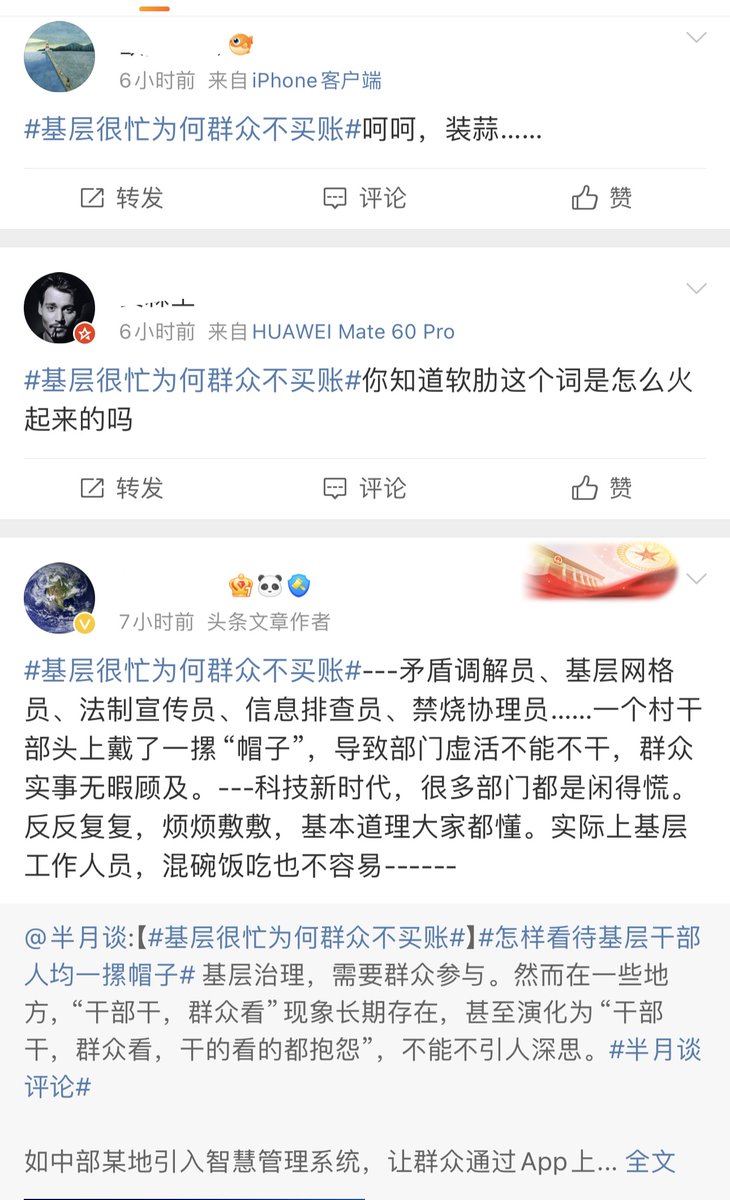 6小时前 来自 iPhone客户端
#基层很忙为何群众不买账#呵呵，装蒜……
转发 评论 赞
6小时前 来自 HUAWEI Mate 60 Pro
#基层很忙为何群众不买账#你知道软肋这个词是怎么火
起来的吗
转发 评论 赞
7小时前 头条文章作者
#基层很忙为何群众不买账#---矛盾调解员、基层网格
员、法制宣传员、信息排查员、禁烧协理员……一个村干
部头上戴了一摞“帽子”，导致部门虚活不能不干，群众
实事无暇顾及。---科技新时代，很多部门都是闲得慌。
反反复复，烦烦敷敷，基本道理大家都懂。实际上基层
工作人员，混碗饭吃也不容易------
@半月谈:【#基层很忙为何群众不买账#】#怎样看待基层干部
人均一摞帽子# 基层治理，需要群众参与。然而在一些地
方，“干部干，群众看”现象长期存在，甚至演化为“干部
干，群众看，干的看的都抱怨”，不能不引人深思。#半月谈
评论#
如中部某地引入智慧管理系统，让群众通过App上... 全文